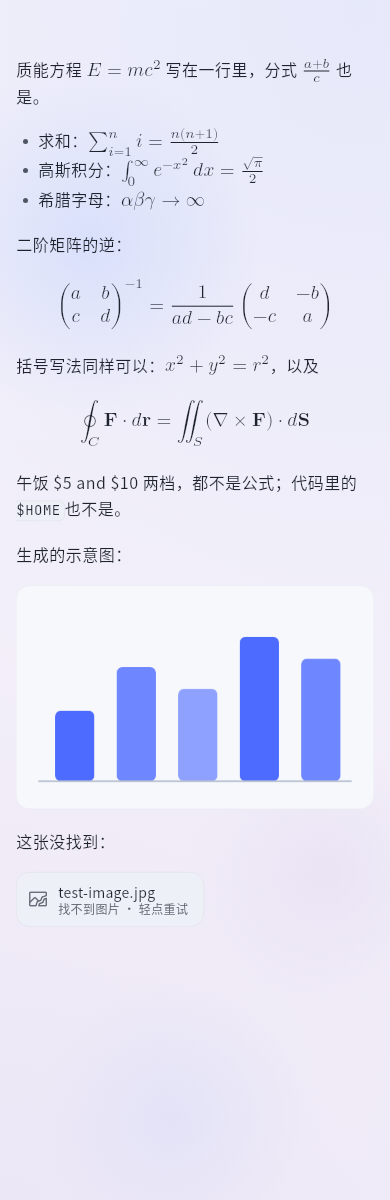 质能方程 E = mc² 写在一行里，分式 (a+b)/c 也
是。
• 求和：∑_{i=1}^{n} i = n(n+1)/2
• 高斯积分：∫_0^∞ e^{-x²} dx = √π/2
• 希腊字母：αβγ → ∞
二阶矩阵的逆：
(a b; c d)^{-1} = 1/(ad − bc) (d −b; −c a)
括号写法同样可以：x² + y² = r²，以及
∮_C F · dr = ∬_S (∇ × F) · dS
午饭 $5 and $10 两档，都不是公式；代码里的
$HOME 也不是。
生成的示意图：
这张没找到：
test-image.jpg
找不到图片 · 轻点重试